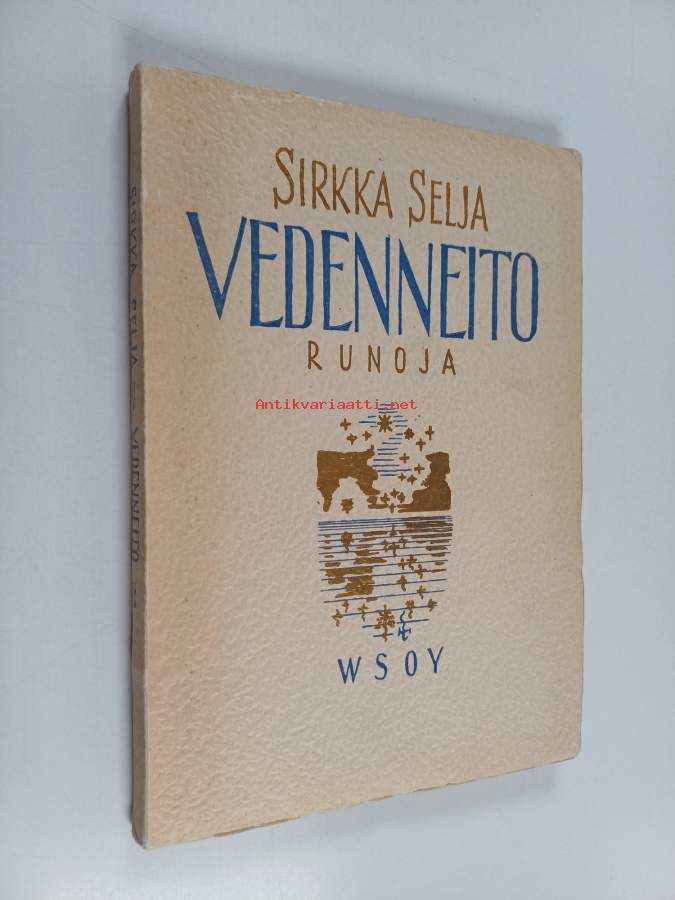 SIRKKA SELJA
VEDENNEITO
RUNOJA
Antikvariaatti.net
WSOY
SIRKKA SELJA — VEDENNEITO —